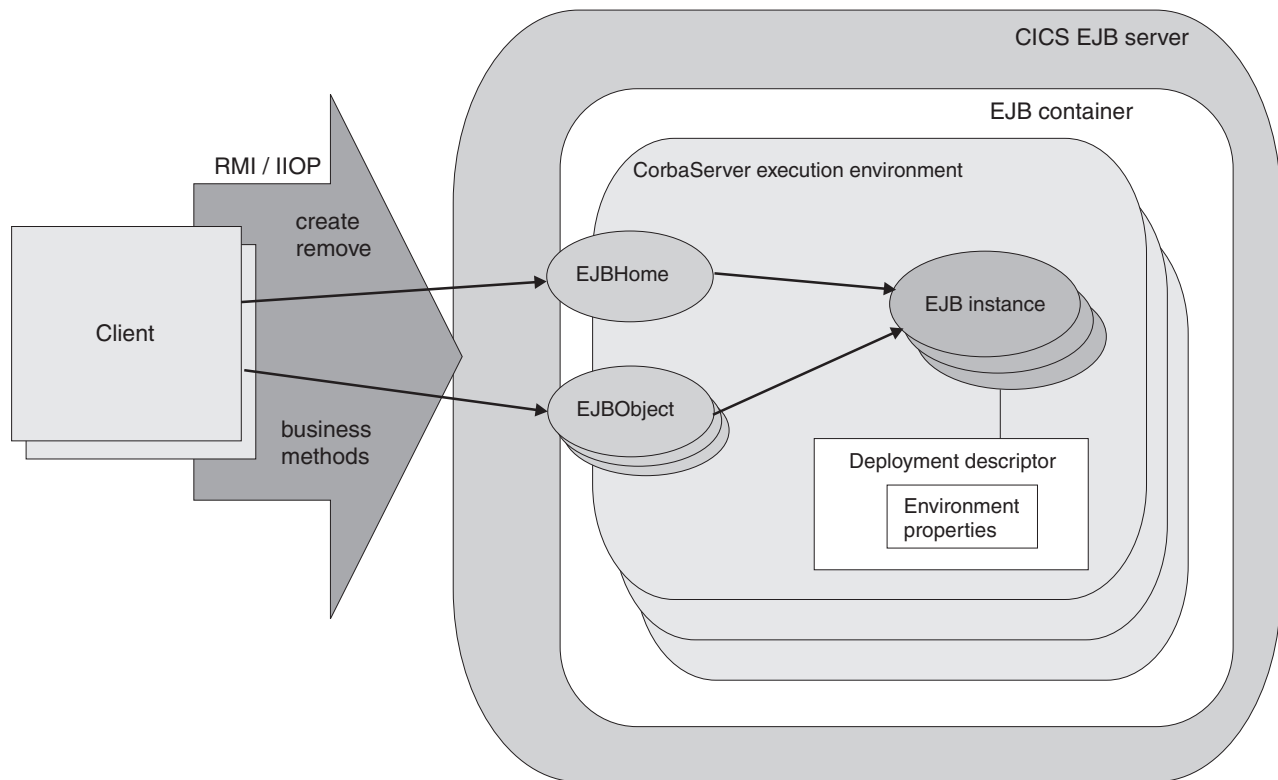 CICS EJB server
EJB container
RMI / IIOP
CorbaServer execution environment
create
remove
EJBHome
EJB instance
Client
EJBObject
business
methods
Deployment descriptor
Environment
properties